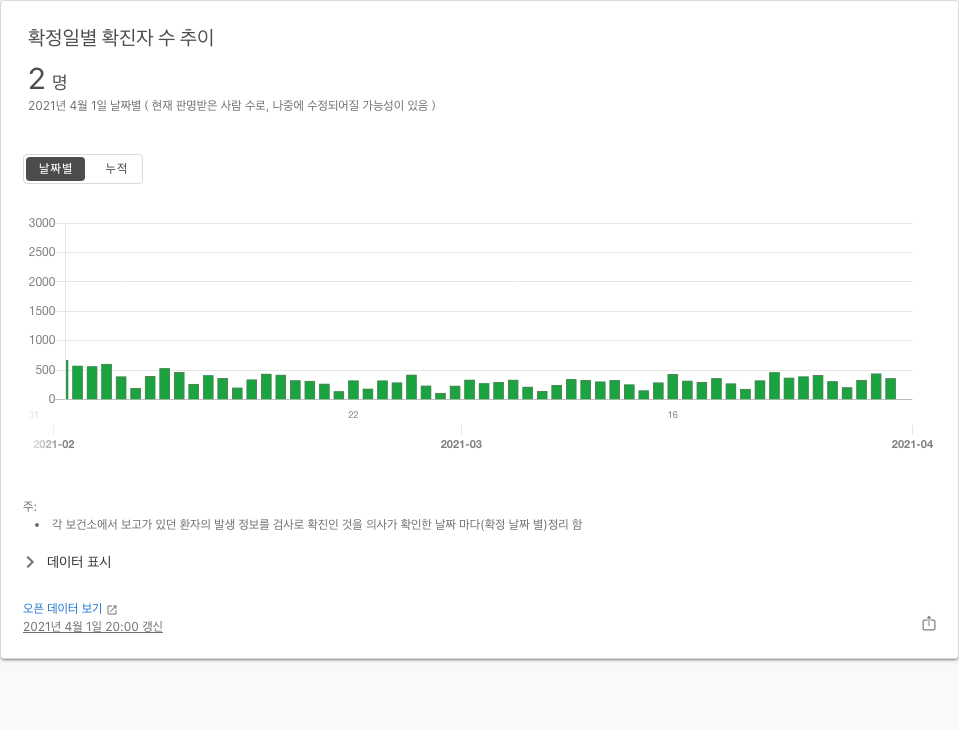 확정일별 확진자 수 추이
2 명
2021년 4월 1일 날짜별 ( 현재 판명받은 사람 수로, 나중에 수정되어질 가능성이 있음 )
날짜별 누적
3000
2500
2000
1500
1000
500
0
31 22 16
2021-02 2021-03 2021-04
주:
• 각 보건소에서 보고가 있던 환자의 발생 정보를 검사로 확진인 것을 의사가 확인한 날짜 마다(확정 날짜 별)정리 함
데이터 표시
오픈 데이터 보기
2021년 4월 1일 20:00 갱신